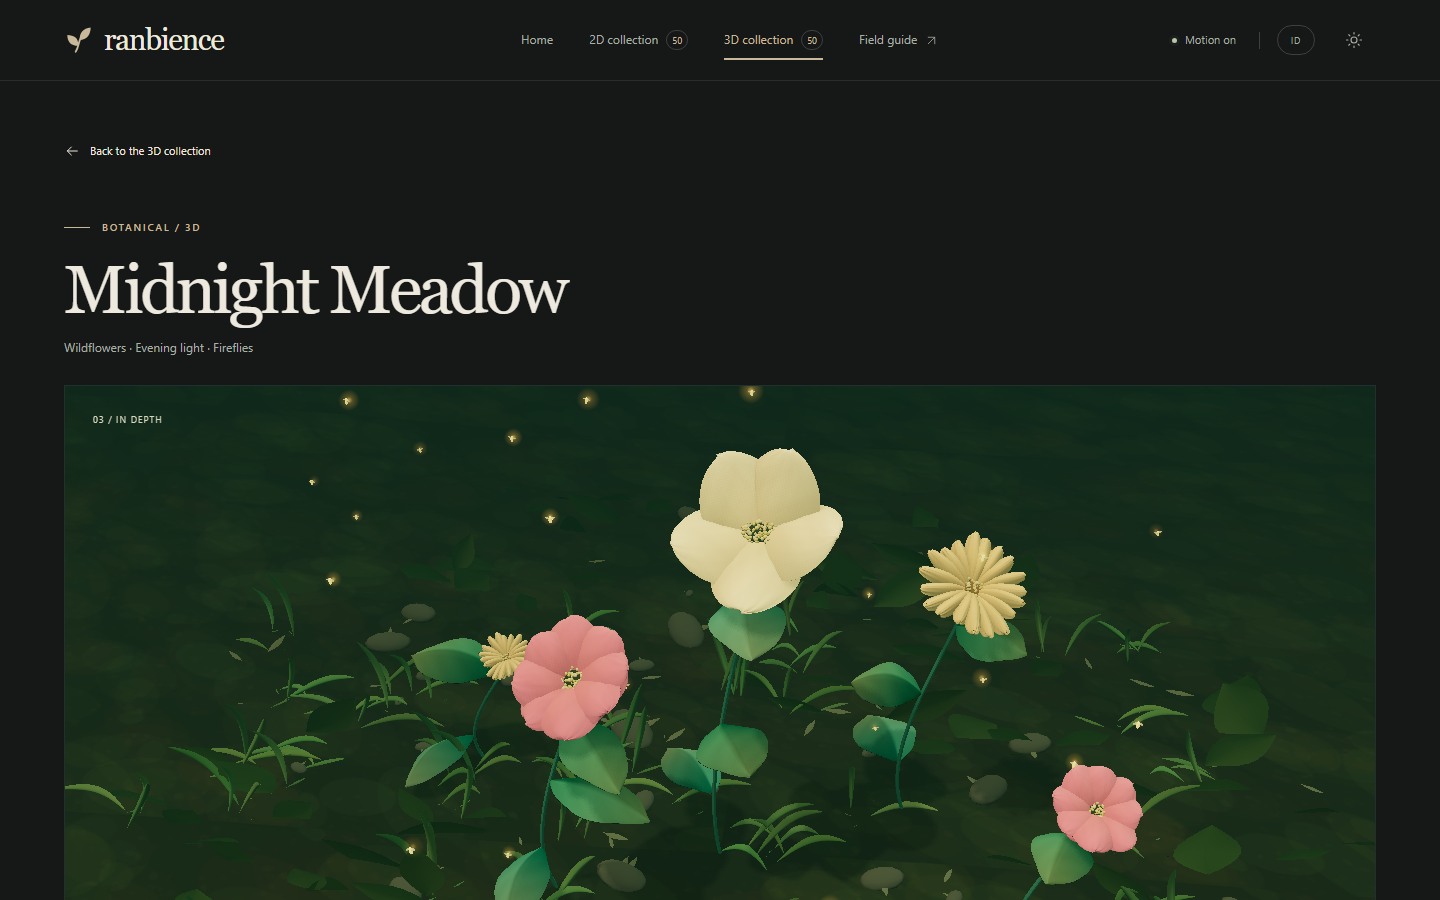 ranbience
Home
2D collection 50
3D collection 50
Field guide
Motion on
ID
Back to the 3D collection
BOTANICAL / 3D
Midnight Meadow
Wildflowers · Evening light · Fireflies
03 / IN DEPTH